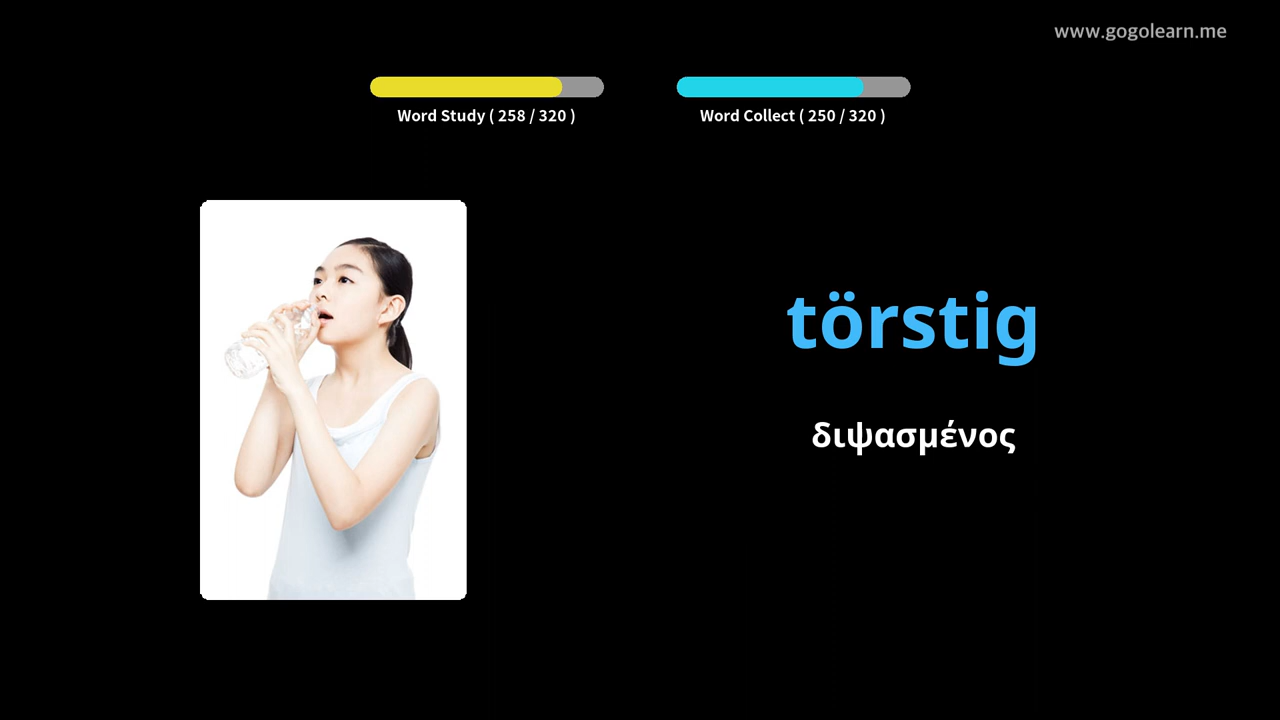 www.gogolearn.me
Word Study ( 258 / 320 )
Word Collect ( 250 / 320 )
törstig
διψασμένος